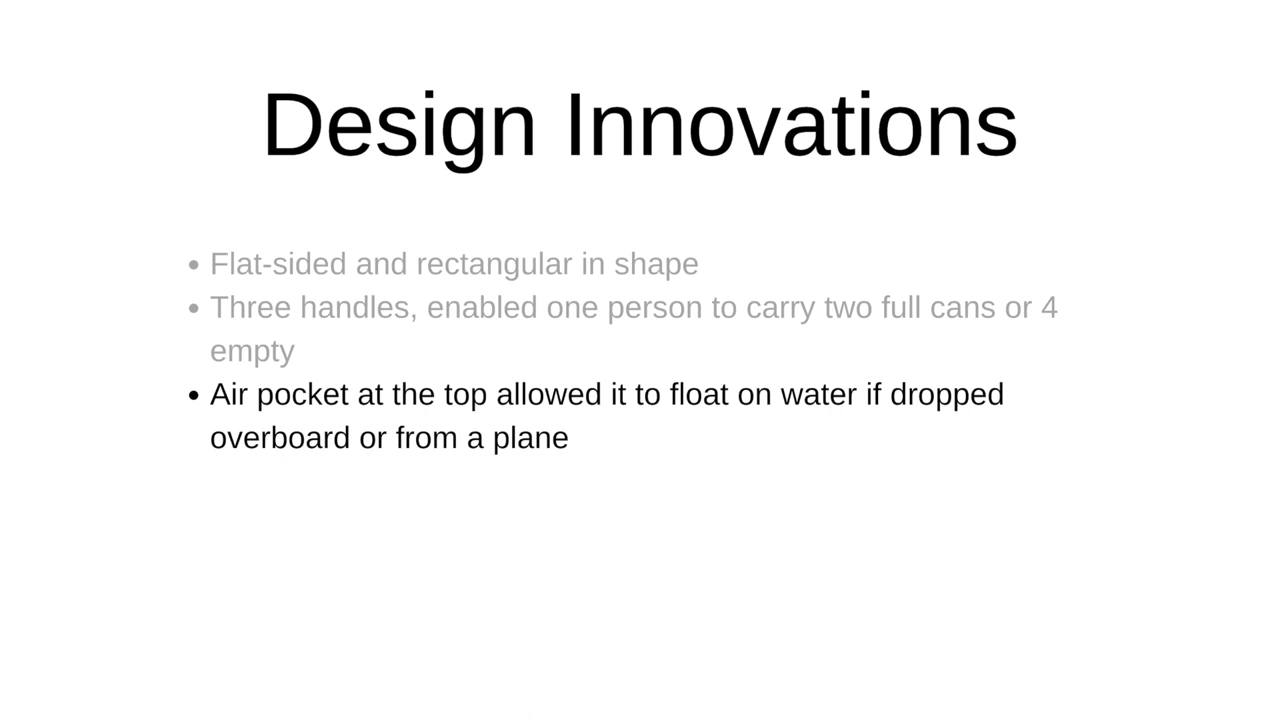 Design Innovations
• Flat-sided and rectangular in shape
• Three handles, enabled one person to carry two full cans or 4
empty
• Air pocket at the top allowed it to float on water if dropped
overboard or from a plane